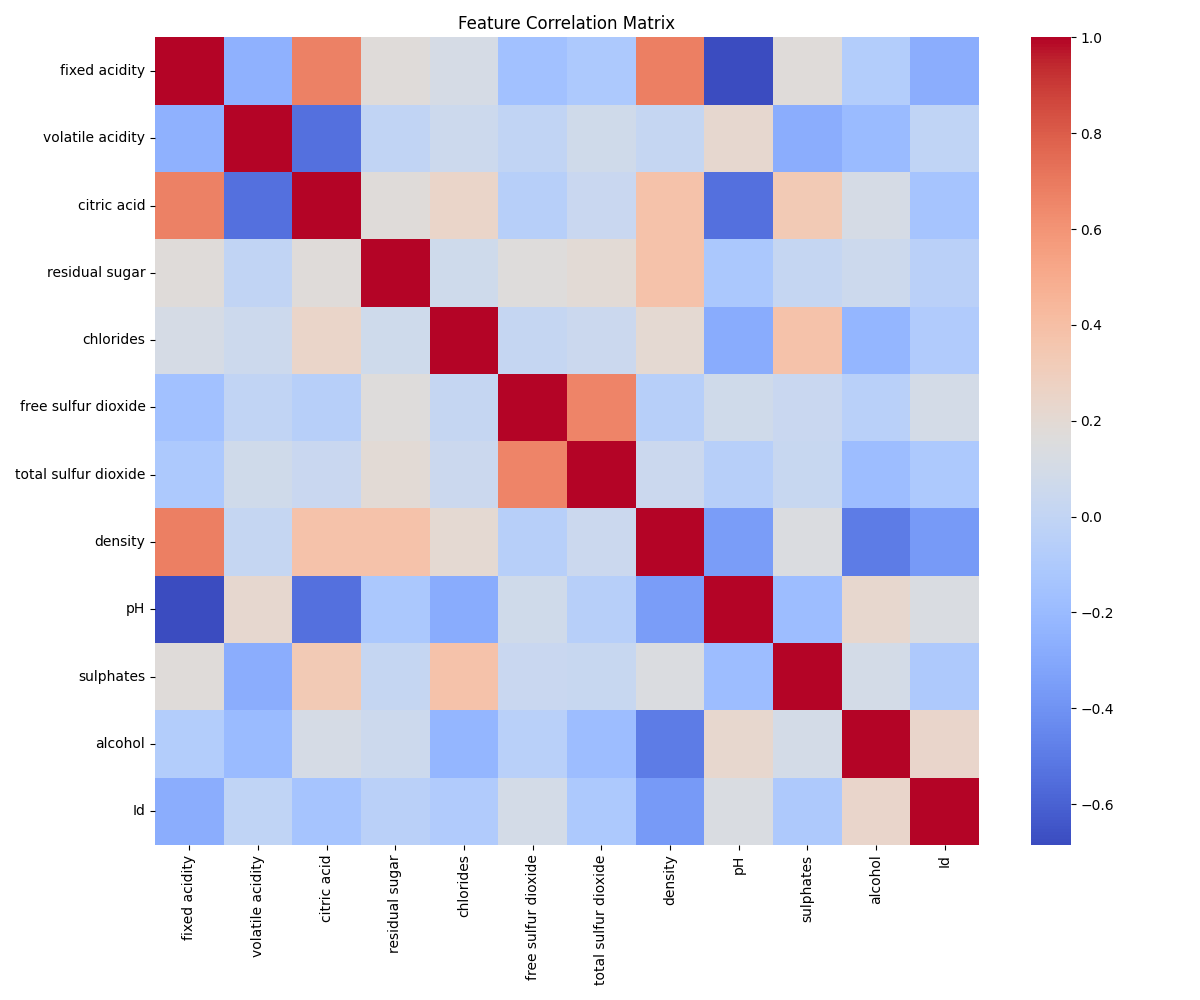 Feature Correlation Matrix
fixed acidity
volatile acidity
citric acid
residual sugar
chlorides
free sulfur dioxide
total sulfur dioxide
density
pH
sulphates
alcohol
Id
fixed acidity
volatile acidity
citric acid
residual sugar
chlorides
free sulfur dioxide
total sulfur dioxide
density
pH
sulphates
alcohol
Id
1.0
0.8
0.6
0.4
0.2
0.0
−0.2
−0.4
−0.6